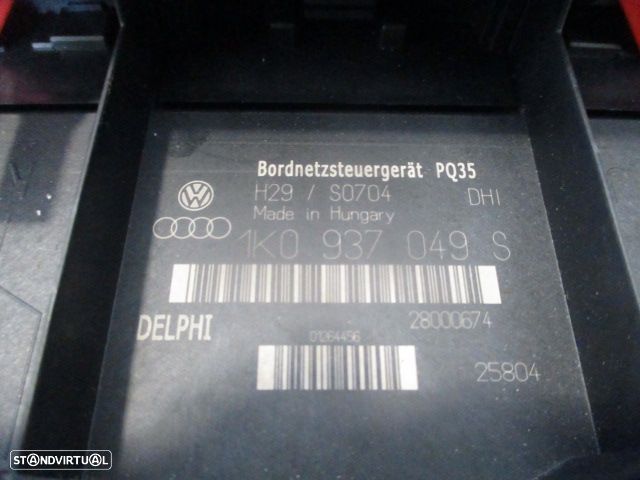 Bordnetzsteuergerät PQ35
H29 / S0704 DHI
Made in Hungary
1K0 937 049 S
DELPHI 28000674
01264456
25804
STANDVIRTUAL